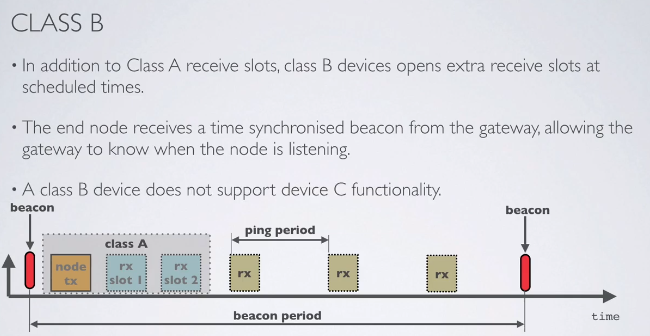 CLASS B
• In addition to Class A receive slots, class B devices opens extra receive slots at
scheduled times.
• The end node receives a time synchronised beacon from the gateway, allowing the
gateway to know when the node is listening.
• A class B device does not support device C functionality.
beacon
beacon
ping period
class A
node
tx
rx
slot 1
rx
slot 2
rx
rx
rx
beacon period
time